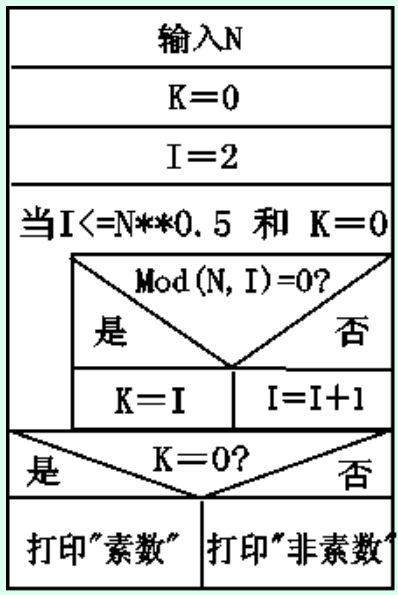 输入N
K=0
I=2
当I<=N**0.5 和 K=0
Mod(N,I)=0?
是 否
K=I I=I+1
K=0?
是 否
打印"素数" 打印"非素数"